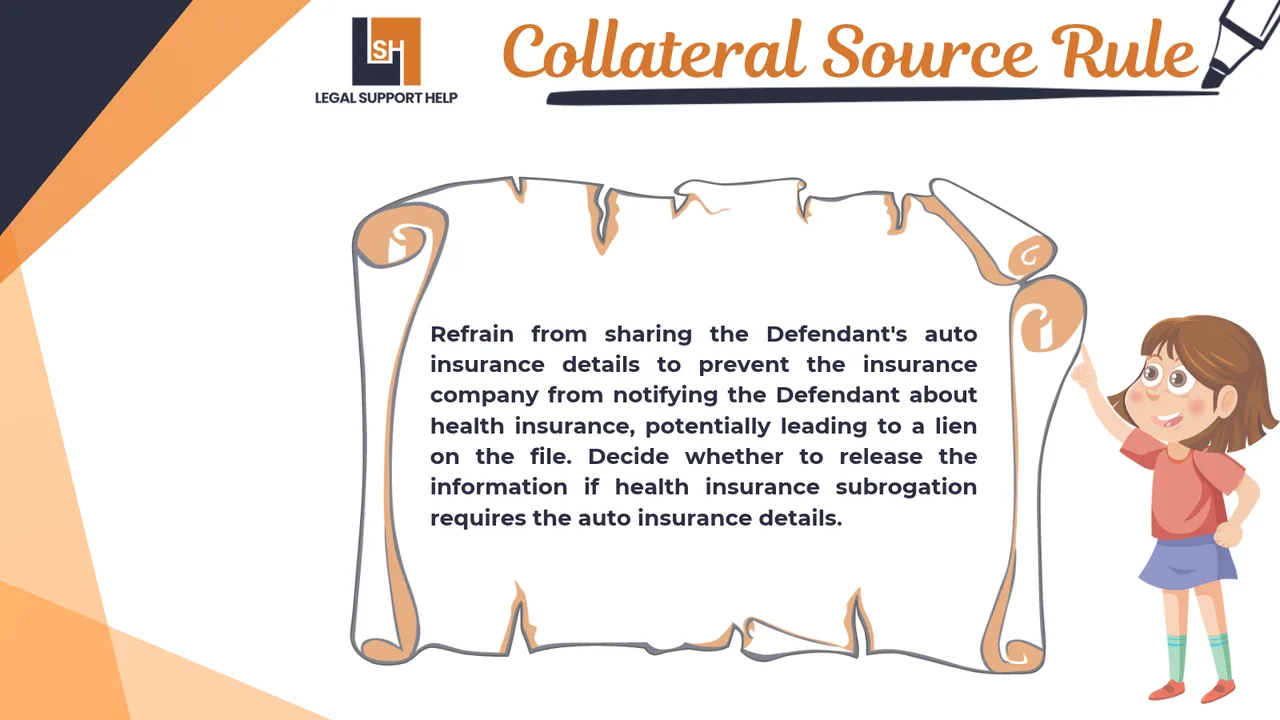 LSH
LEGAL SUPPORT HELP
Collateral Source Rule
Refrain from sharing the Defendant's auto
insurance details to prevent the insurance
company from notifying the Defendant about
health insurance, potentially leading to a lien
on the file. Decide whether to release the
information if health insurance subrogation
requires the auto insurance details.